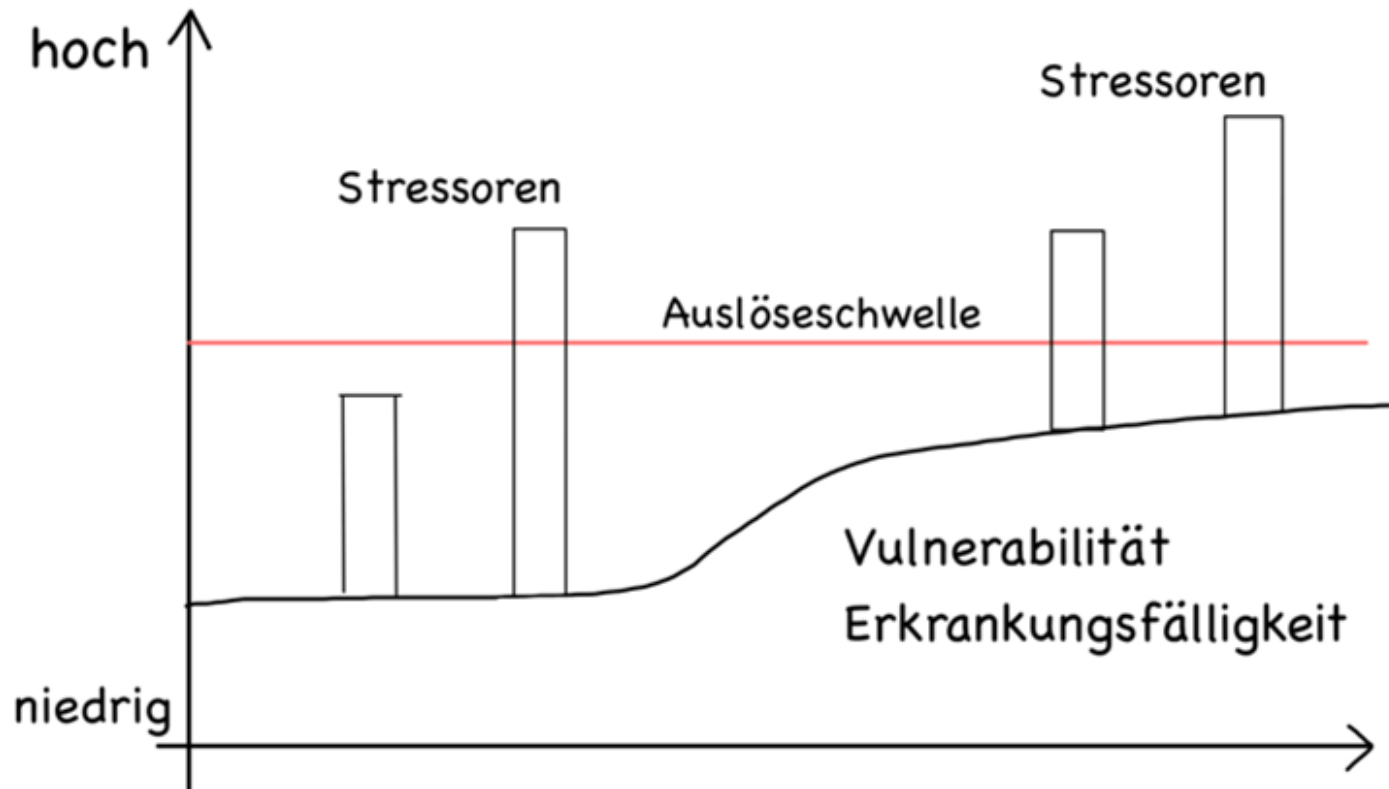 hoch
Stressoren
Stressoren
Auslöseschwelle
Vulnerabilität
Erkrankungsfälligkeit
niedrig